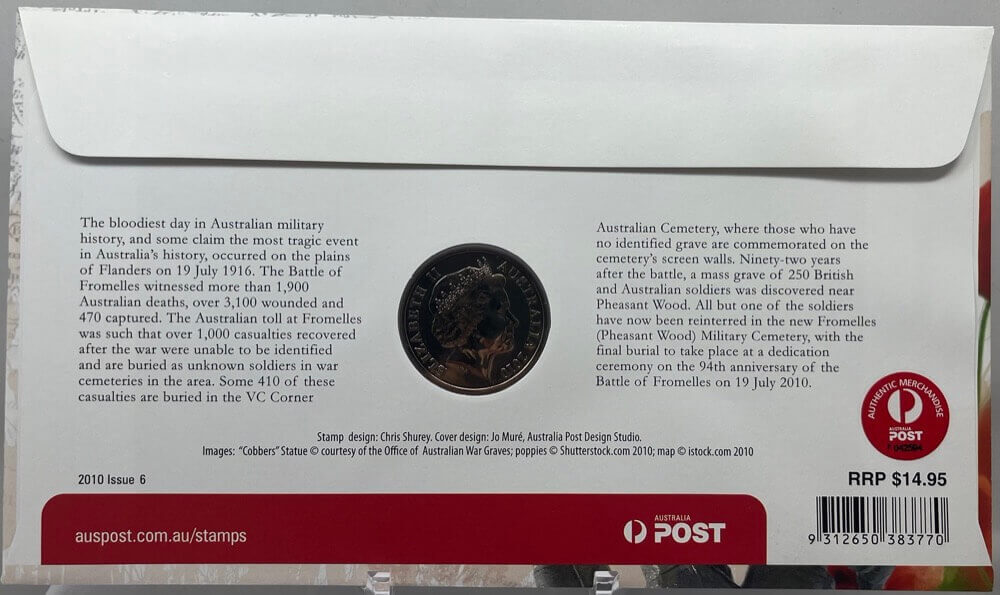 The bloodiest day in Australian military
history, and some claim the most tragic event
in Australia's history, occurred on the plains
of Flanders on 19 July 1916. The Battle of
Fromelles witnessed more than 1,900
Australian deaths, over 3,100 wounded and
470 captured. The Australian toll at Fromelles
was such that over 1,000 casualties recovered
after the war were unable to be identified
and are buried as unknown soldiers in war
cemeteries in the area. Some 410 of these
casualties are buried in the VC Corner
ELIZABETH II AUSTRALIA 2010
Australian Cemetery, where those who have
no identified grave are commemorated on the
cemetery's screen walls. Ninety-two years
after the battle, a mass grave of 250 British
and Australian soldiers was discovered near
Pheasant Wood. All but one of the soldiers
have now been reinterred in the new Fromelles
(Pheasant Wood) Military Cemetery, with the
final burial to take place at a dedication
ceremony on the 94th anniversary of the
Battle of Fromelles on 19 July 2010.
AUTHENTIC MERCHANDISE
AUSTRALIA
POST
Stamp design: Chris Shurey. Cover design: Jo Muré, Australia Post Design Studio.
Images: "Cobbers" Statue © courtesy of the Office of Australian War Graves; poppies © Shutterstock.com 2010; map © istock.com 2010
2010 Issue 6
RRP $14.95
auspost.com.au/stamps
AUSTRALIA
POST
9 312650 383770